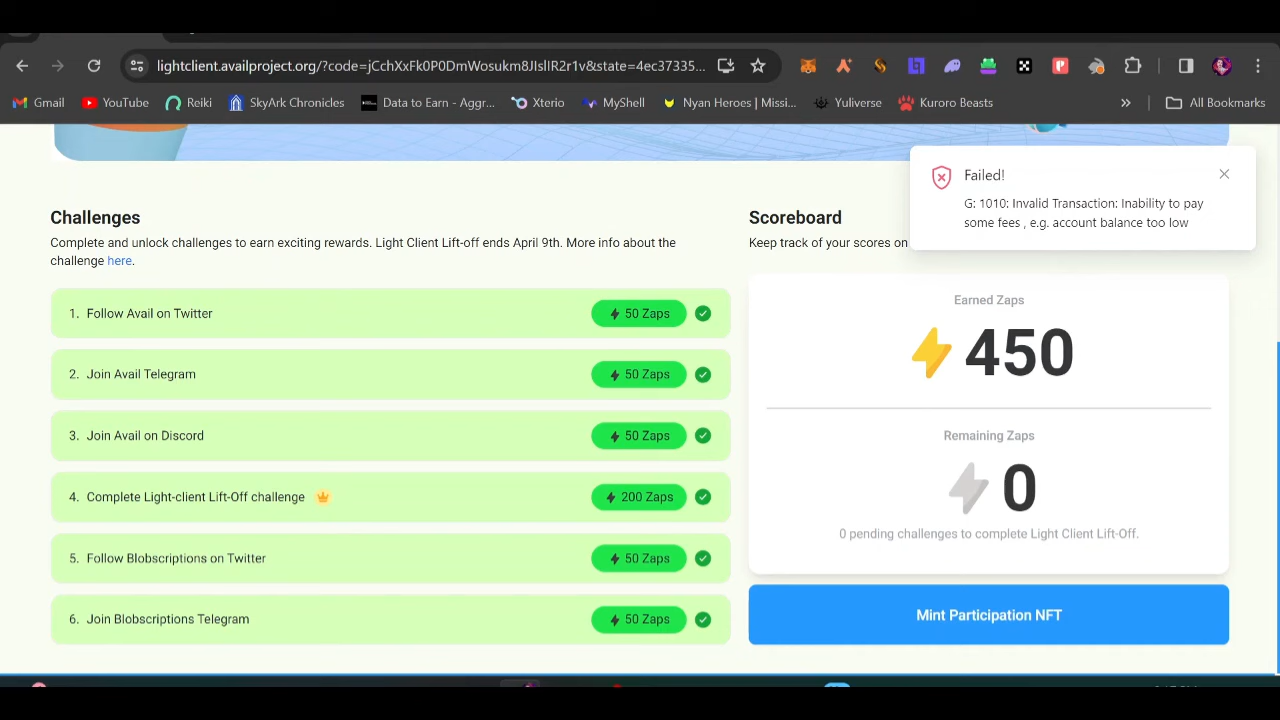 lightclient.availproject.org/?code=jCchXxFk0P0DmWosukm8JIsIlR2r1v&state=4ec37335...
Gmail
YouTube
Reiki
SkyArk Chronicles
Data to Earn - Aggr...
Xterio
MyShell
Nyan Heroes | Missi...
Yuliverse
Kuroro Beasts
»
All Bookmarks
Failed!
G: 1010: Invalid Transaction: Inability to pay
some fees , e.g. account balance too low
Challenges
Complete and unlock challenges to earn exciting rewards. Light Client Lift-off ends April 9th. More info about the
challenge here.
1. Follow Avail on Twitter 50 Zaps
2. Join Avail Telegram 50 Zaps
3. Join Avail on Discord 50 Zaps
4. Complete Light-client Lift-Off challenge 200 Zaps
5. Follow Blobscriptions on Twitter 50 Zaps
6. Join Blobscriptions Telegram 50 Zaps
Scoreboard
Keep track of your scores on
Earned Zaps
450
Remaining Zaps
0
0 pending challenges to complete Light Client Lift-Off.
Mint Participation NFT